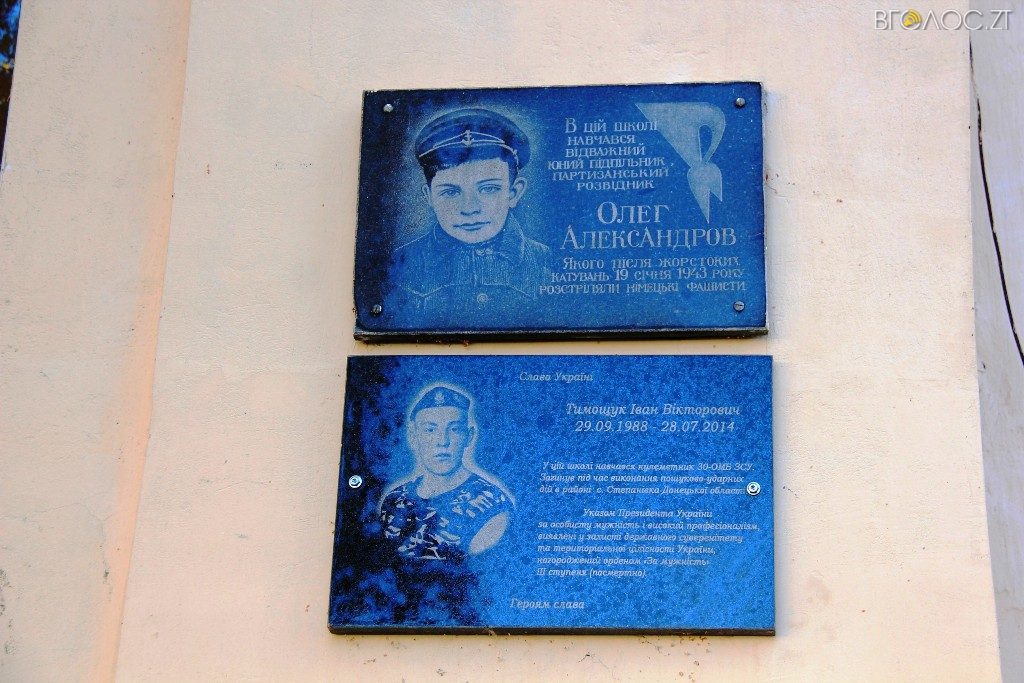 ВГОЛОС.ZT
В ЦІЙ ШКОЛІ
НАВЧАВСЯ
ВІДВАЖНИЙ
ЮНИЙ ПІДПІЛЬНИК,
ПАРТИЗАНСЬКИЙ
РОЗВІДНИК
ОЛЕГ
АЛЕКСАНДРОВ
ЯКОГО ПІСЛЯ ЖОРСТОКИХ
КАТУВАНЬ 19 СІЧНЯ 1943 РОКУ
РОЗСТРІЛЯЛИ НІМЕЦЬКІ ФАШИСТИ
Слава Україні
Тимощук Іван Вікторович
29.09.1988 - 28.07.2014
У цій школі навчався кулеметник 30-ОМБ ЗСУ.
Загинув під час виконання пошуково-ударних
дій в районі с. Степанівка Донецької області.
Указом Президента України
за особисту мужність і високий професіоналізм,
виявлені у захисті державного суверенітету
та територіальної цілісності України,
нагороджений орденом «За мужність»
III ступеня (посмертно).
Героям слава